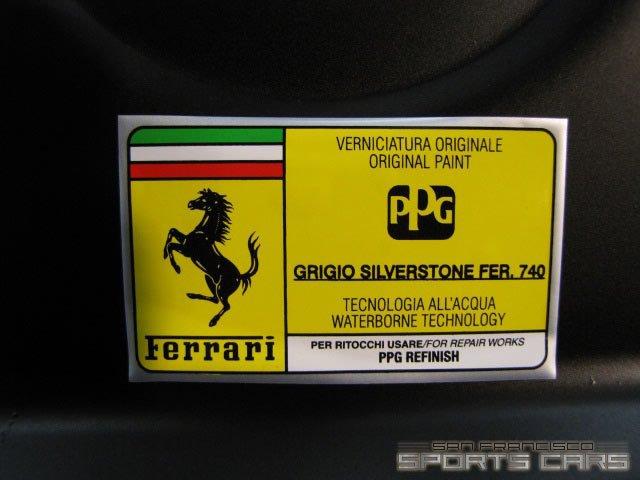 VERNICIATURA ORIGINALE
ORIGINAL PAINT
PPG
GRIGIO SILVERSTONE FER. 740
TECNOLOGIA ALL'ACQUA
WATERBORNE TECHNOLOGY
Ferrari
PER RITOCCHI USARE/FOR REPAIR WORKS
PPG REFINISH
SAN FRANCISCO
SPORTS CARS